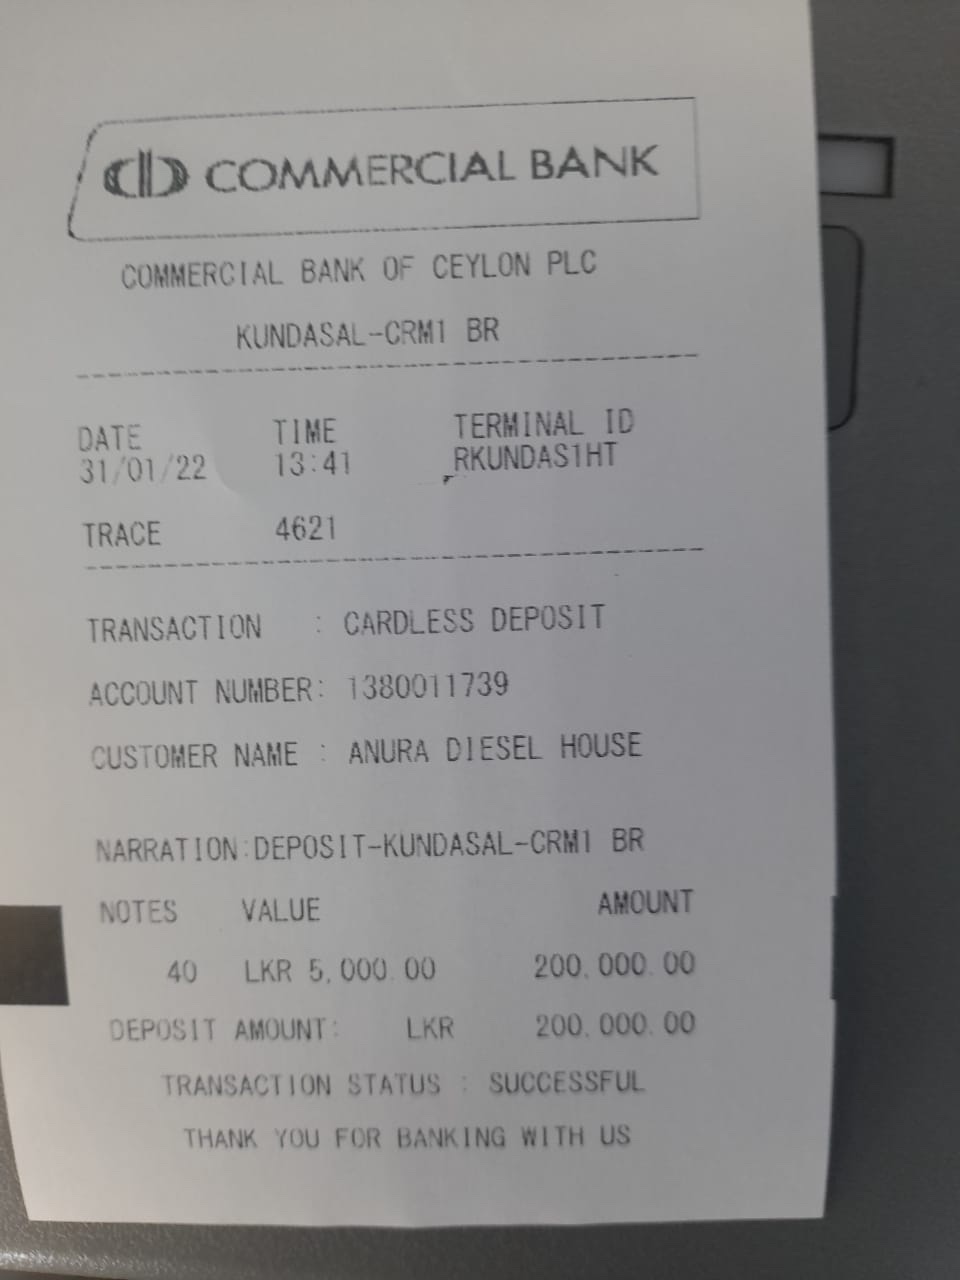 COMMERCIAL BANK
COMMERCIAL BANK OF CEYLON PLC
KUNDASAL-CRM1 BR
DATE TIME TERMINAL ID
31/01/22 13:41 RKUNDAS1HT
TRACE 4621
TRANSACTION : CARDLESS DEPOSIT
ACCOUNT NUMBER: 1380011739
CUSTOMER NAME : ANURA DIESEL HOUSE
NARRATION:DEPOSIT-KUNDASAL-CRM1 BR
NOTES VALUE AMOUNT
40 LKR 5,000.00 200,000.00
DEPOSIT AMOUNT: LKR 200,000.00
TRANSACTION STATUS : SUCCESSFUL
THANK YOU FOR BANKING WITH US